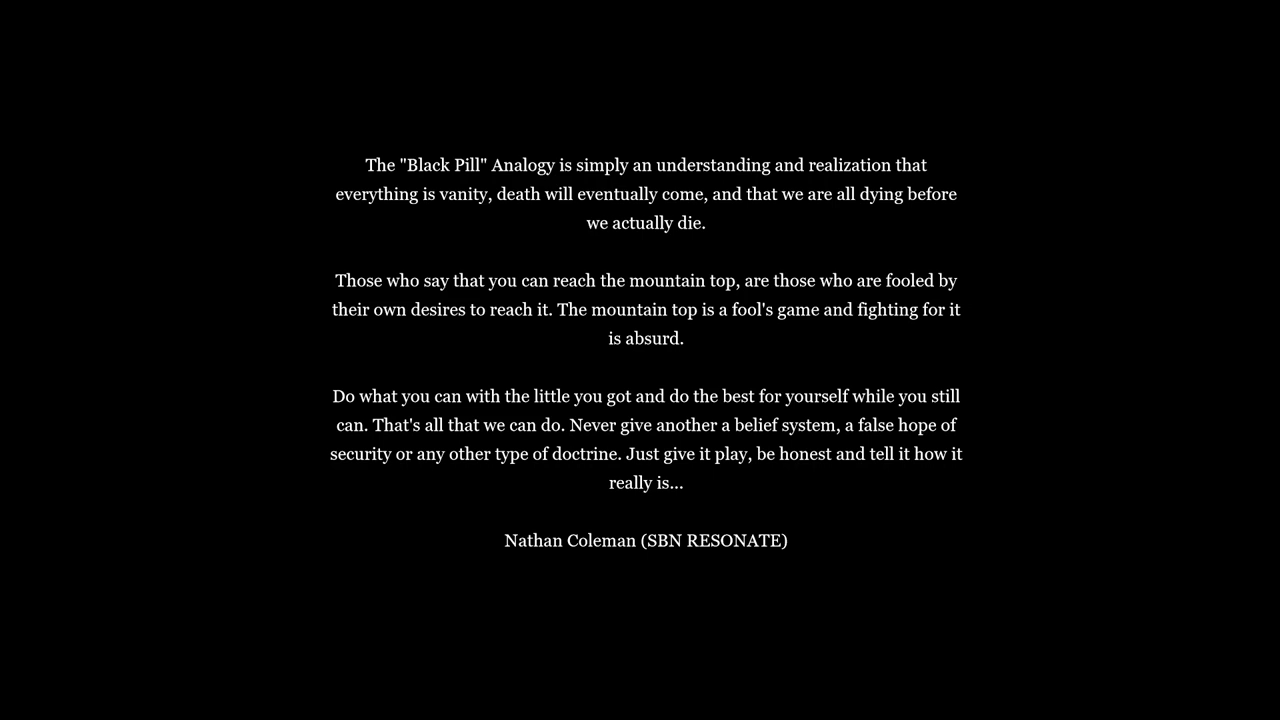 The "Black Pill" Analogy is simply an understanding and realization that
everything is vanity, death will eventually come, and that we are all dying before
we actually die.
Those who say that you can reach the mountain top, are those who are fooled by
their own desires to reach it. The mountain top is a fool's game and fighting for it
is absurd.
Do what you can with the little you got and do the best for yourself while you still
can. That's all that we can do. Never give another a belief system, a false hope of
security or any other type of doctrine. Just give it play, be honest and tell it how it
really is...
Nathan Coleman (SBN RESONATE)